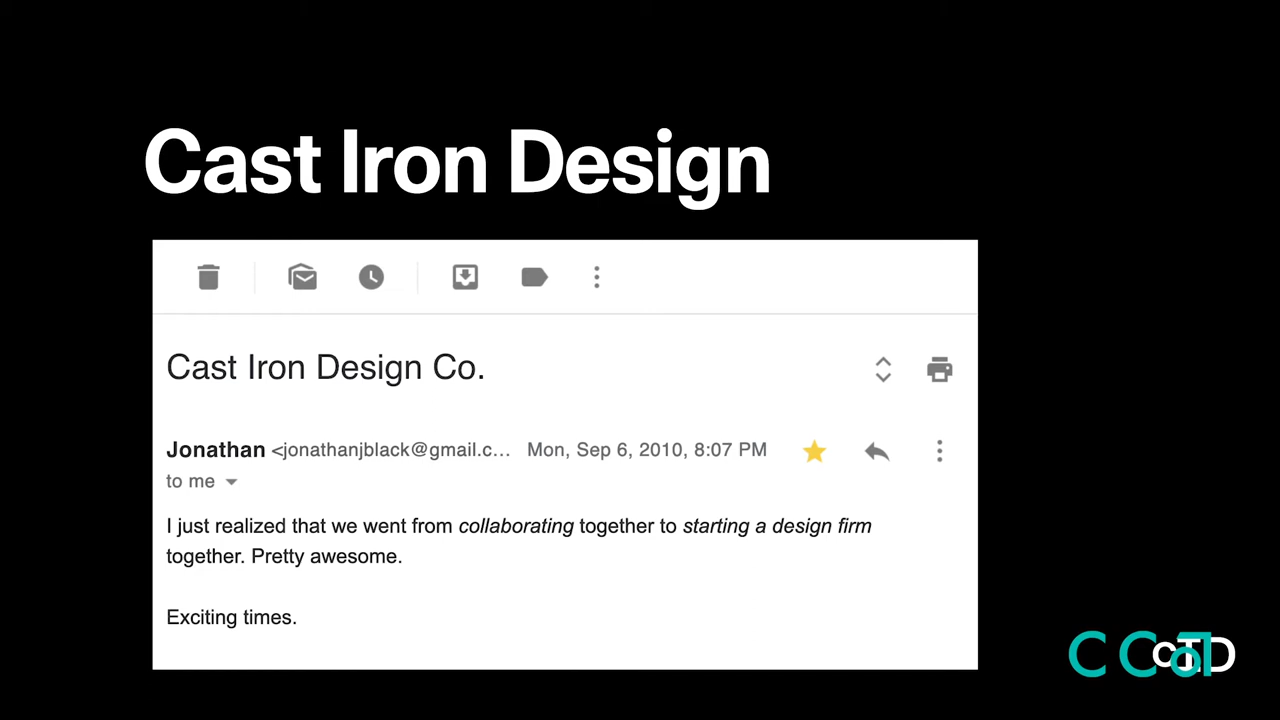 Cast Iron Design
Cast Iron Design Co.
Jonathan <jonathanjblack@gmail.c... Mon, Sep 6, 2010, 8:07 PM
to me
I just realized that we went from collaborating together to starting a design firm
together. Pretty awesome.
Exciting times.